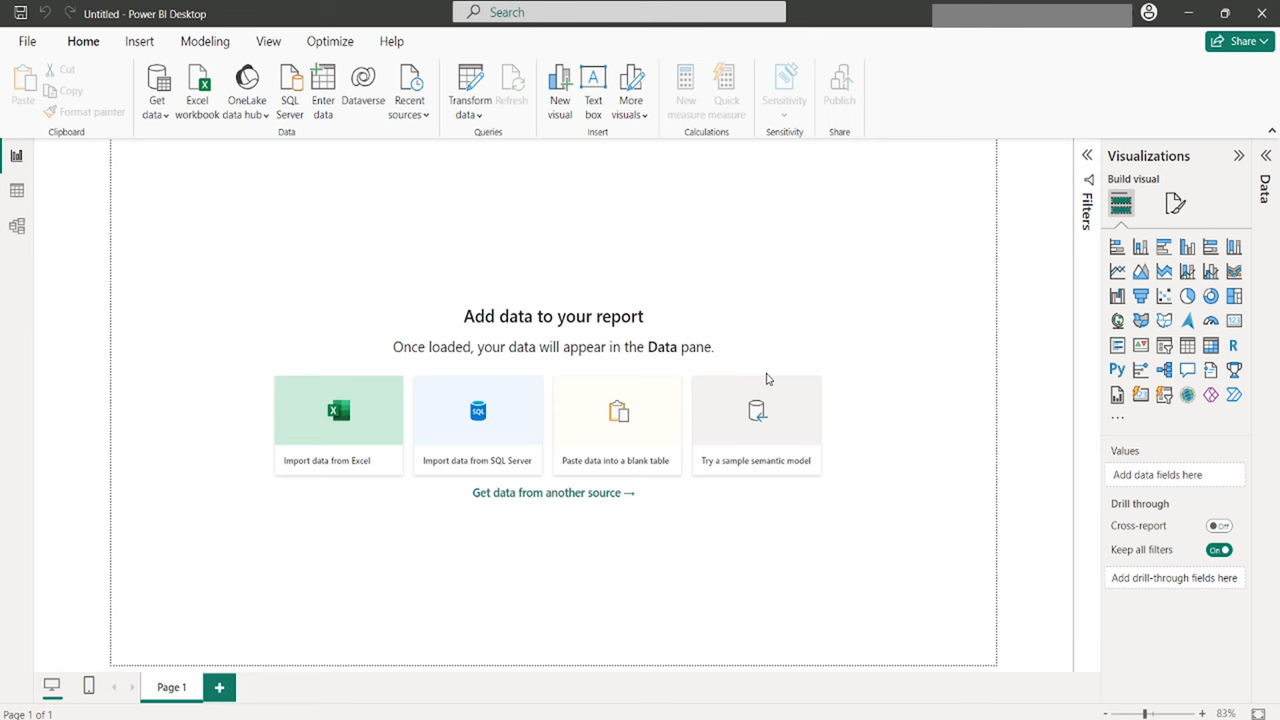 Untitled - Power BI Desktop
Search
File Home Insert Modeling View Optimize Help
Share
Paste
Cut
Copy
Format painter
Clipboard
Get data
Excel workbook
OneLake data hub
SQL Server
Enter data
Dataverse
Recent sources
Data
Transform data
Refresh
Queries
New visual
Text box
More visuals
Insert
New measure
Quick measure
Calculations
Sensitivity
Sensitivity
Publish
Share
Add data to your report
Once loaded, your data will appear in the Data pane.
SQL
Import data from Excel
Import data from SQL Server
Paste data into a blank table
Try a sample semantic model
Get data from another source →
Filters
Visualizations
Build visual
123
R
Py
...
Values
Add data fields here
Drill through
Cross-report
Off
Keep all filters
On
Add drill-through fields here
Data
Page 1
Page 1 of 1
- + 83%